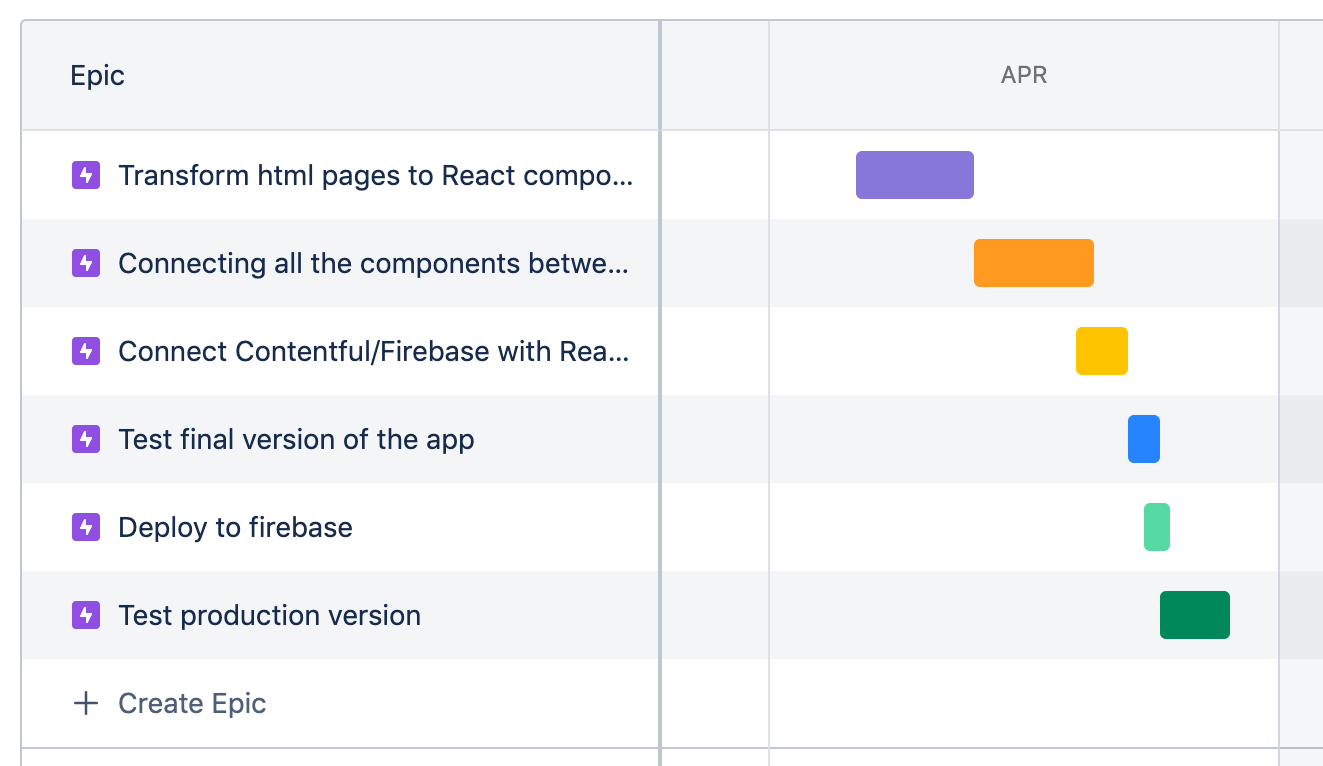 Epic
APR
Transform html pages to React compo...
Connecting all the components betwe...
Connect Contentful/Firebase with Rea...
Test final version of the app
Deploy to firebase
Test production version
Create Epic